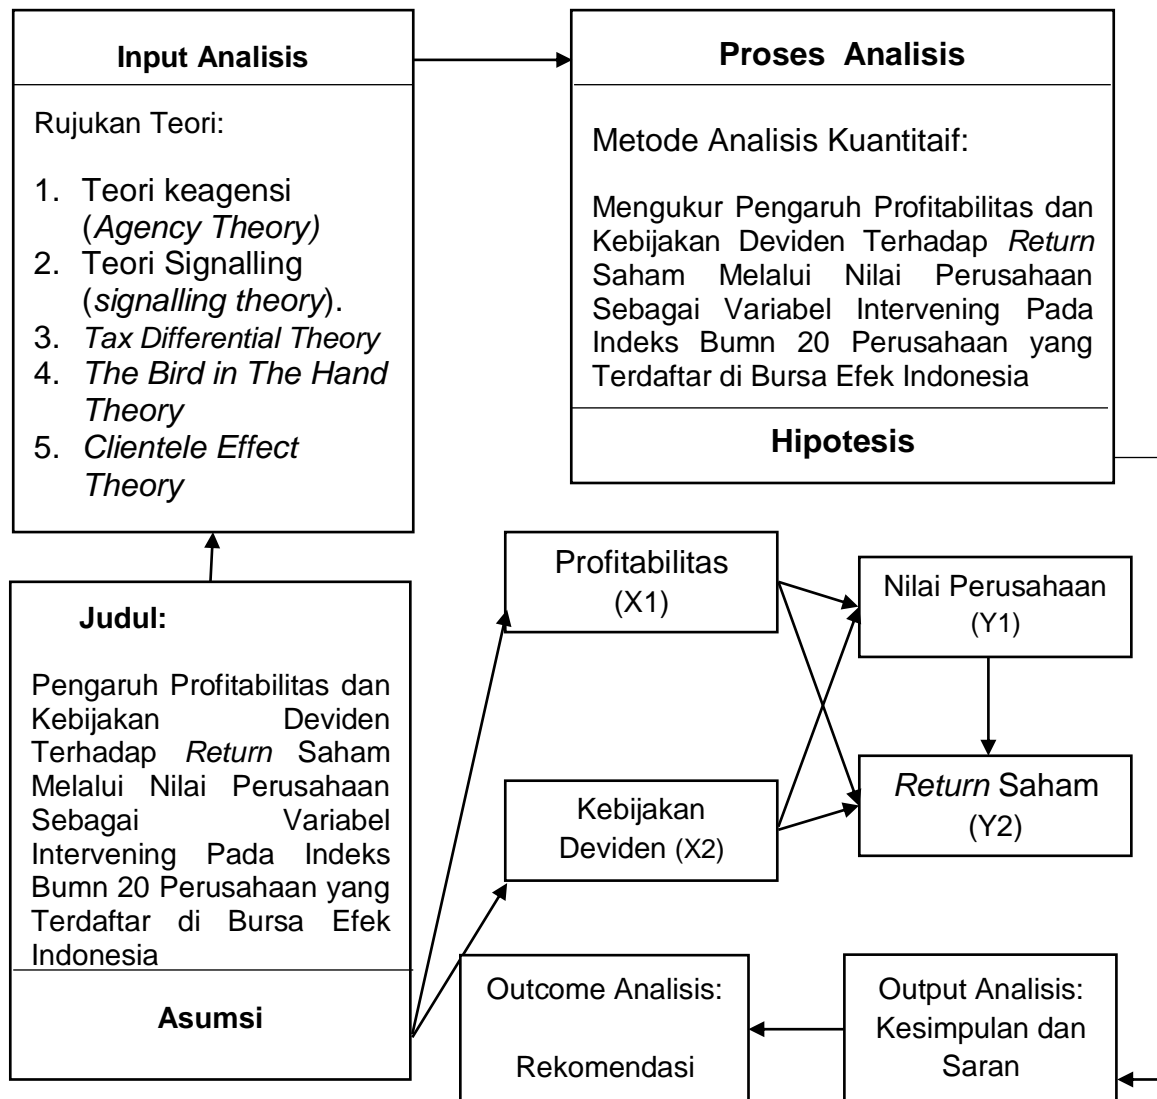 Input Analisis
Rujukan Teori:
1. Teori keagensi
(Agency Theory)
2. Teori Signalling
(signalling theory).
3. Tax Differential Theory
4. The Bird in The Hand
Theory
5. Clientele Effect
Theory
Proses Analisis
Metode Analisis Kuantitaif:
Mengukur Pengaruh Profitabilitas dan
Kebijakan Deviden Terhadap Return
Saham Melalui Nilai Perusahaan
Sebagai Variabel Intervening Pada
Indeks Bumn 20 Perusahaan yang
Terdaftar di Bursa Efek Indonesia
Hipotesis
Judul:
Pengaruh Profitabilitas dan
Kebijakan Deviden
Terhadap Return Saham
Melalui Nilai Perusahaan
Sebagai Variabel
Intervening Pada Indeks
Bumn 20 Perusahaan yang
Terdaftar di Bursa Efek
Indonesia
Asumsi
Profitabilitas
(X1)
Nilai Perusahaan
(Y1)
Kebijakan
Deviden (X2)
Return Saham
(Y2)
Outcome Analisis:
Rekomendasi
Output Analisis:
Kesimpulan dan
Saran